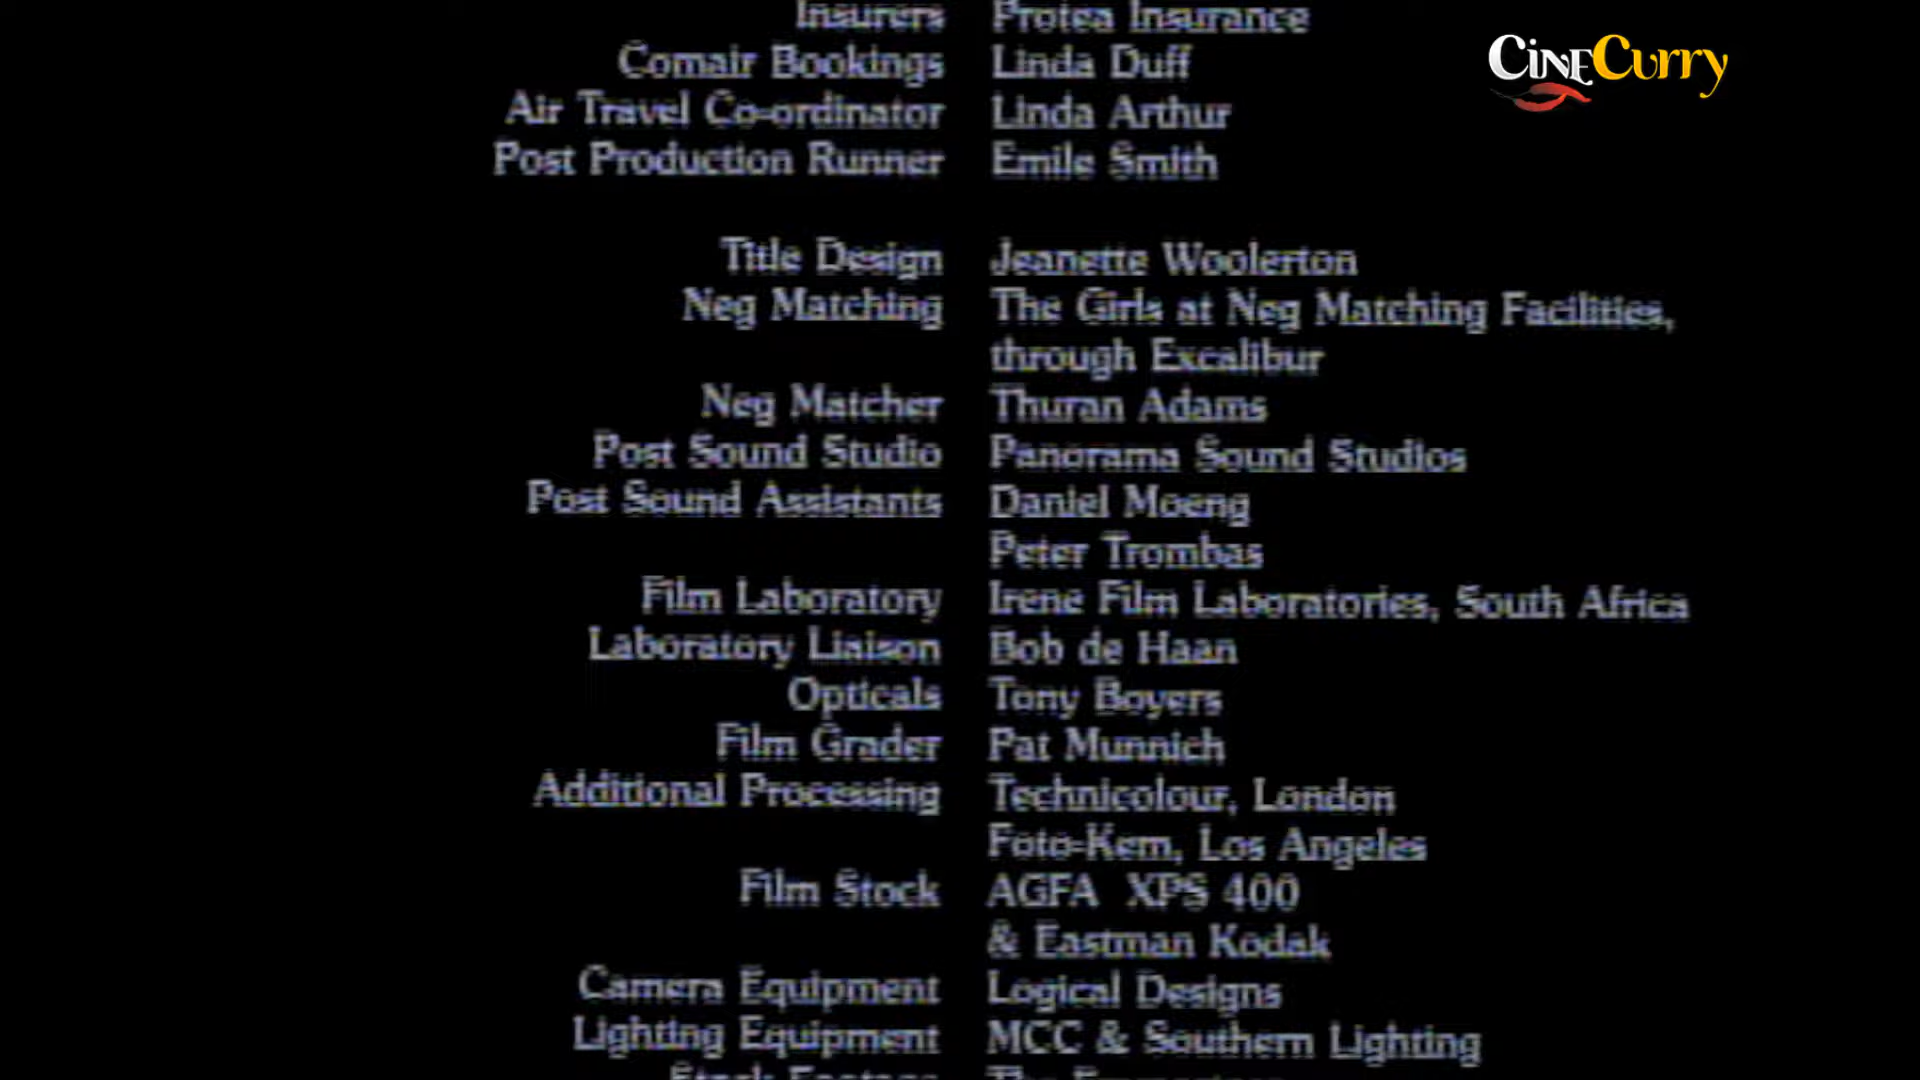 Insurers Protea Insurance
CineCurry
Comair Bookings Linda Duff
Air Travel Co-ordinator Linda Arthur
Post Production Runner Emile Smith
Title Design Jeanette Woolerton
Neg Matching The Girls at Neg Matching Facilities,
through Excalibur
Neg Matcher Thuran Adams
Post Sound Studio Panorama Sound Studios
Post Sound Assistants Daniel Moeng
Peter Trombas
Film Laboratory Irene Film Laboratories, South Africa
Laboratory Liaison Bob de Haan
Opticals Tony Boyers
Film Grader Pat Munnich
Additional Processing Technicolour, London
Foto-Kem, Los Angeles
Film Stock AGFA XPS 400
& Eastman Kodak
Camera Equipment Logical Designs
Lighting Equipment MCC & Southern Lighting
Stock Footage The